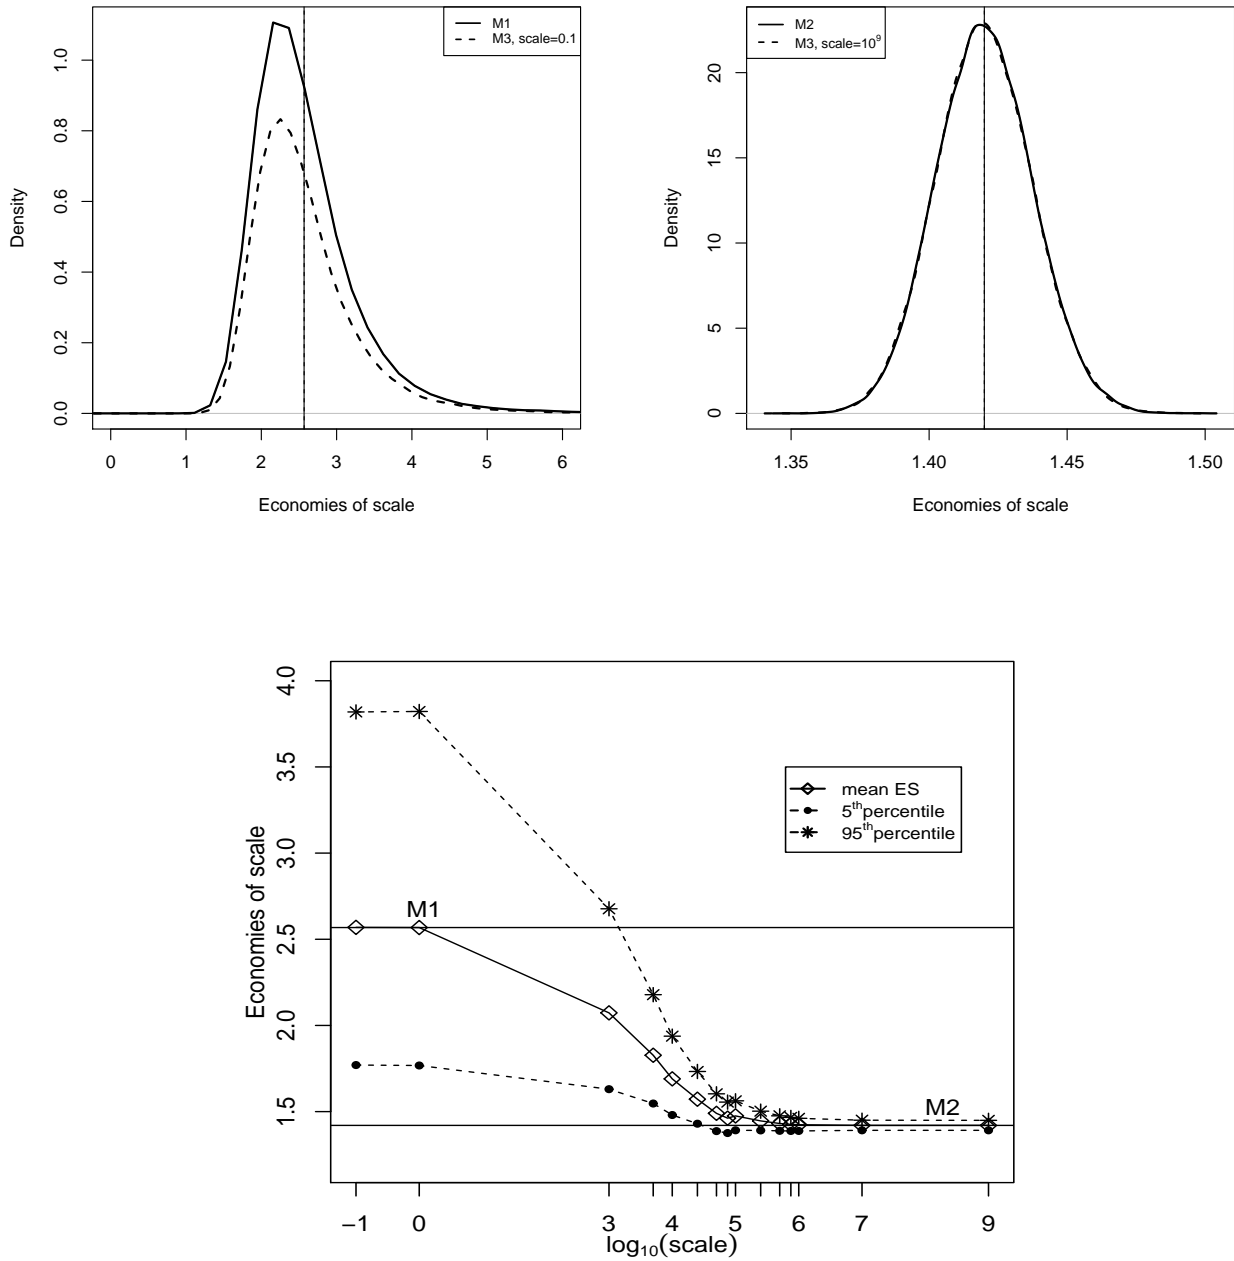 M1
M3, scale=0.1
Density
0.0 0.2 0.4 0.6 0.8 1.0
0 1 2 3 4 5 6
Economies of scale
M2
M3, scale=10⁹
Density
0 5 10 15 20
1.35 1.40 1.45 1.50
Economies of scale
Economies of scale
1.5 2.0 2.5 3.0 3.5 4.0
mean ES
5ᵗʰpercentile
95ᵗʰpercentile
M1
M2
−1 0 3 4 5 6 7 9
log₁₀(scale)